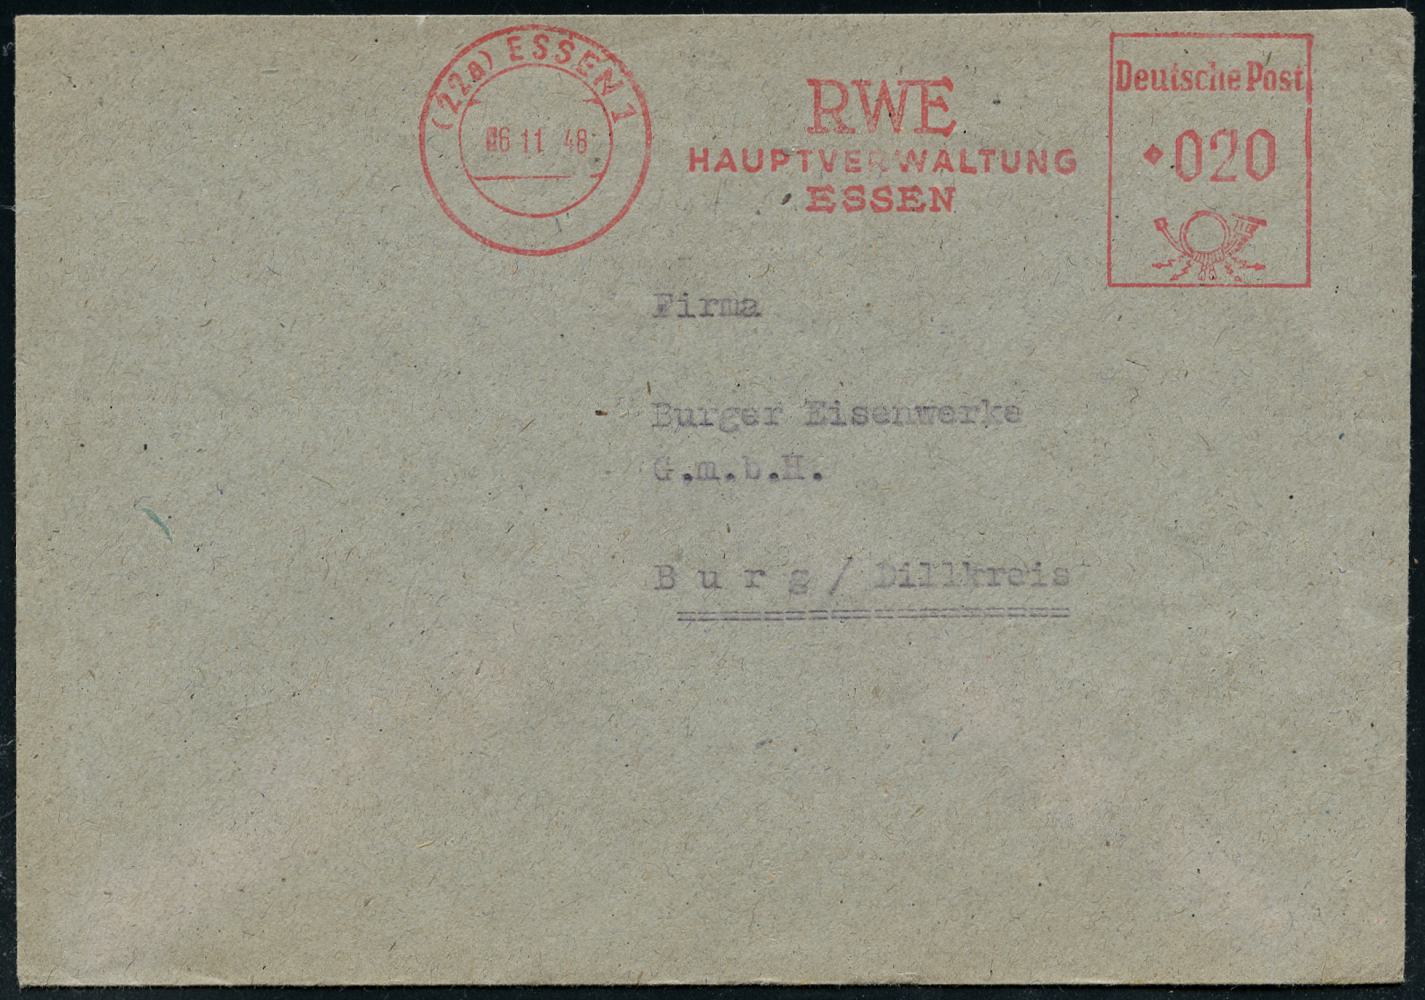 (22a) ESSEN 1
06 11 48
RWE
HAUPTVERWALTUNG
ESSEN
Deutsche Post
020
Firma
Burger Eisenwerke
G.m.b.H.
B u r g / Dillkreis